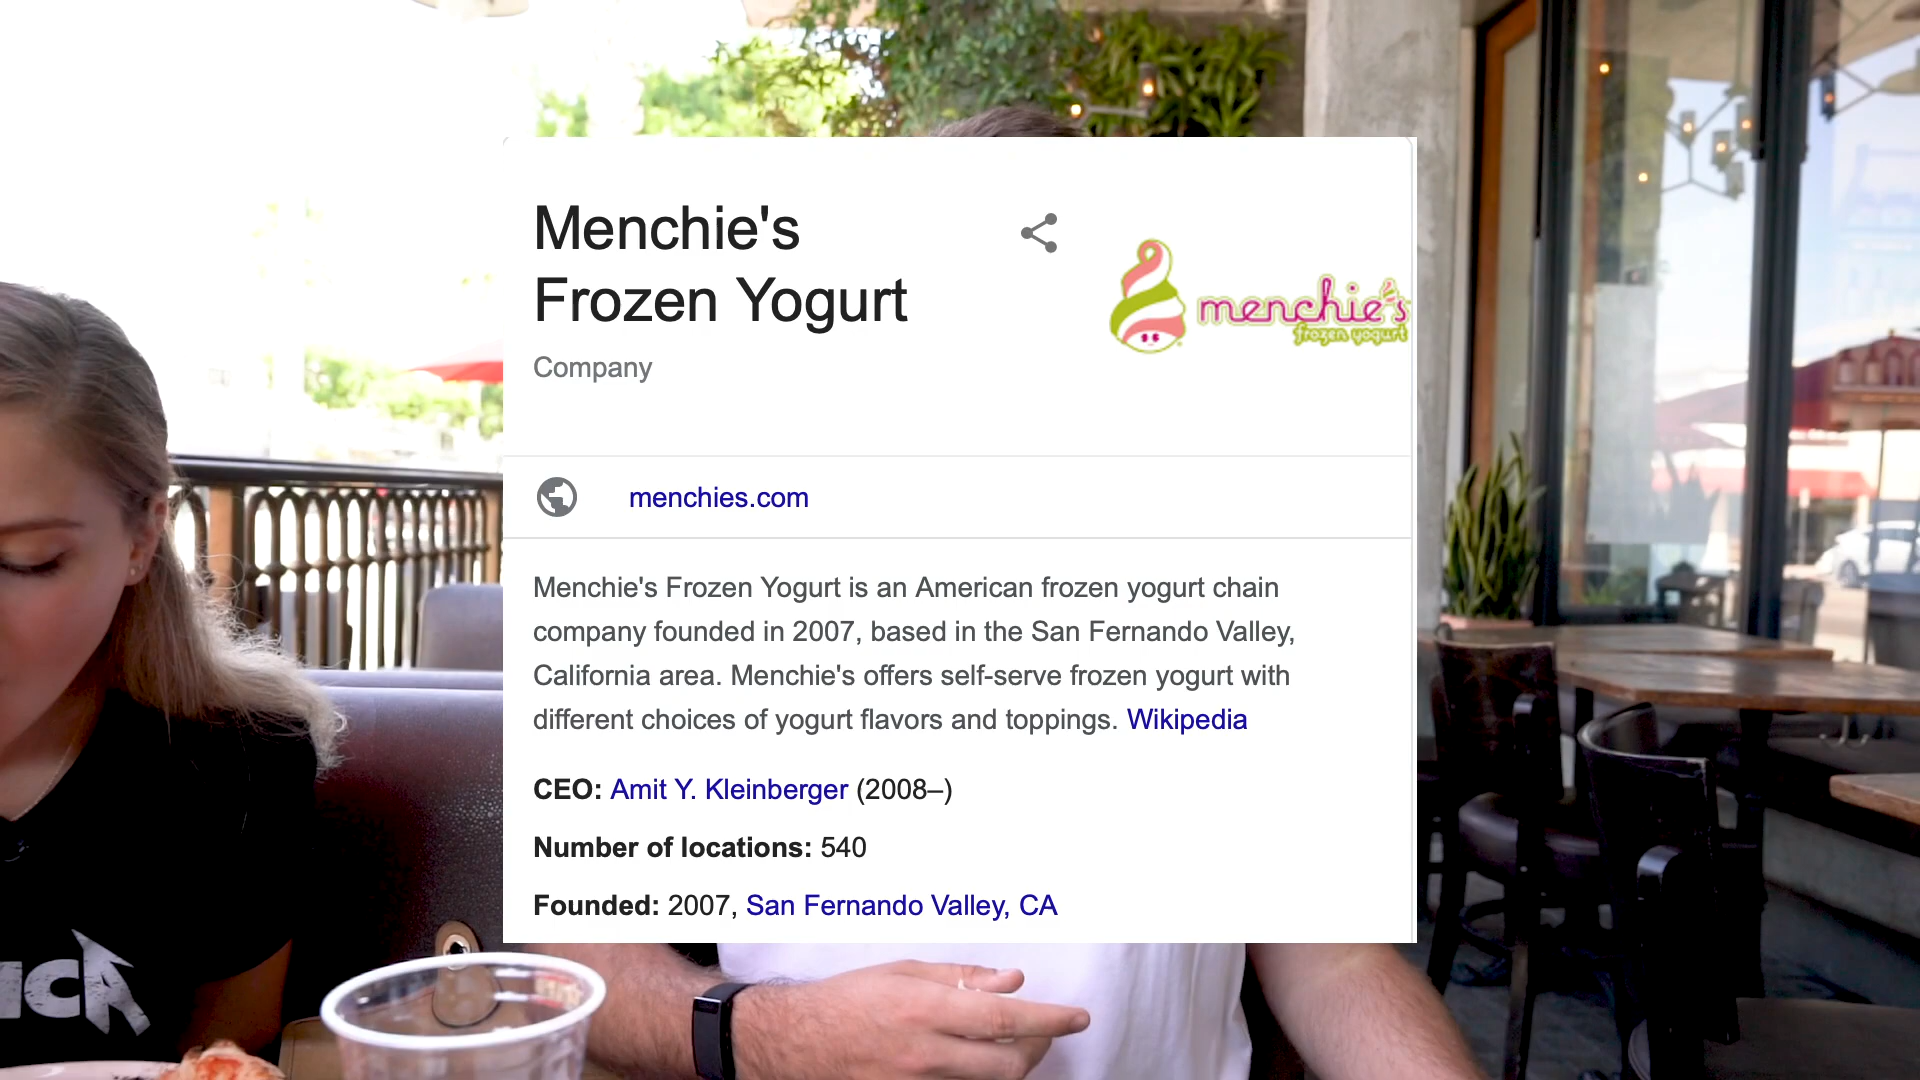 Menchie's
Frozen Yogurt
Company
menchie's
frozen yogurt
menchies.com
Menchie's Frozen Yogurt is an American frozen yogurt chain
company founded in 2007, based in the San Fernando Valley,
California area. Menchie's offers self-serve frozen yogurt with
different choices of yogurt flavors and toppings. Wikipedia
CEO: Amit Y. Kleinberger (2008–)
Number of locations: 540
Founded: 2007, San Fernando Valley, CA